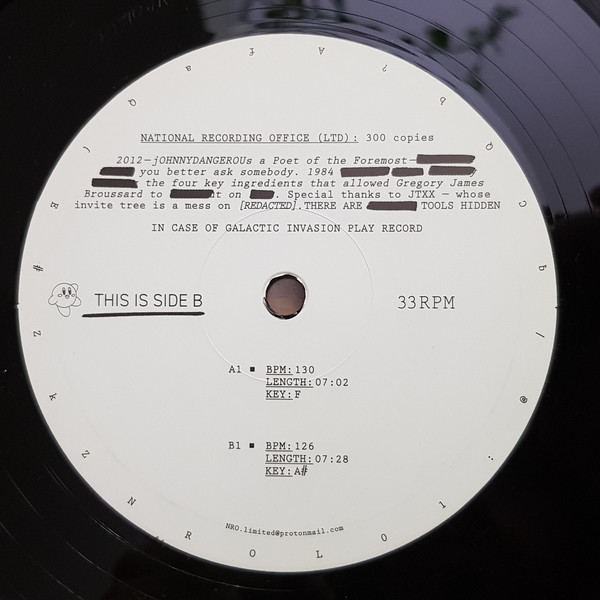 NATIONAL RECORDING OFFICE (LTD): 300 copies
2012—jOHNNYDANGEROUs a Poet of the Foremost—
you better ask somebody. 1984
the four key ingredients that allowed Gregory James
Broussard to t on . Special thanks to JTXX — whose
invite tree is a mess on [REDACTED].THERE ARE TOOLS HIDDEN
IN CASE OF GALACTIC INVASION PLAY RECORD
THIS IS SIDE B
33RPM
A1 ▪ BPM:130
LENGTH:07:02
KEY:F
B1 ▪ BPM:126
LENGTH:07:28
KEY:A#
NRO.limited@protonmail.com